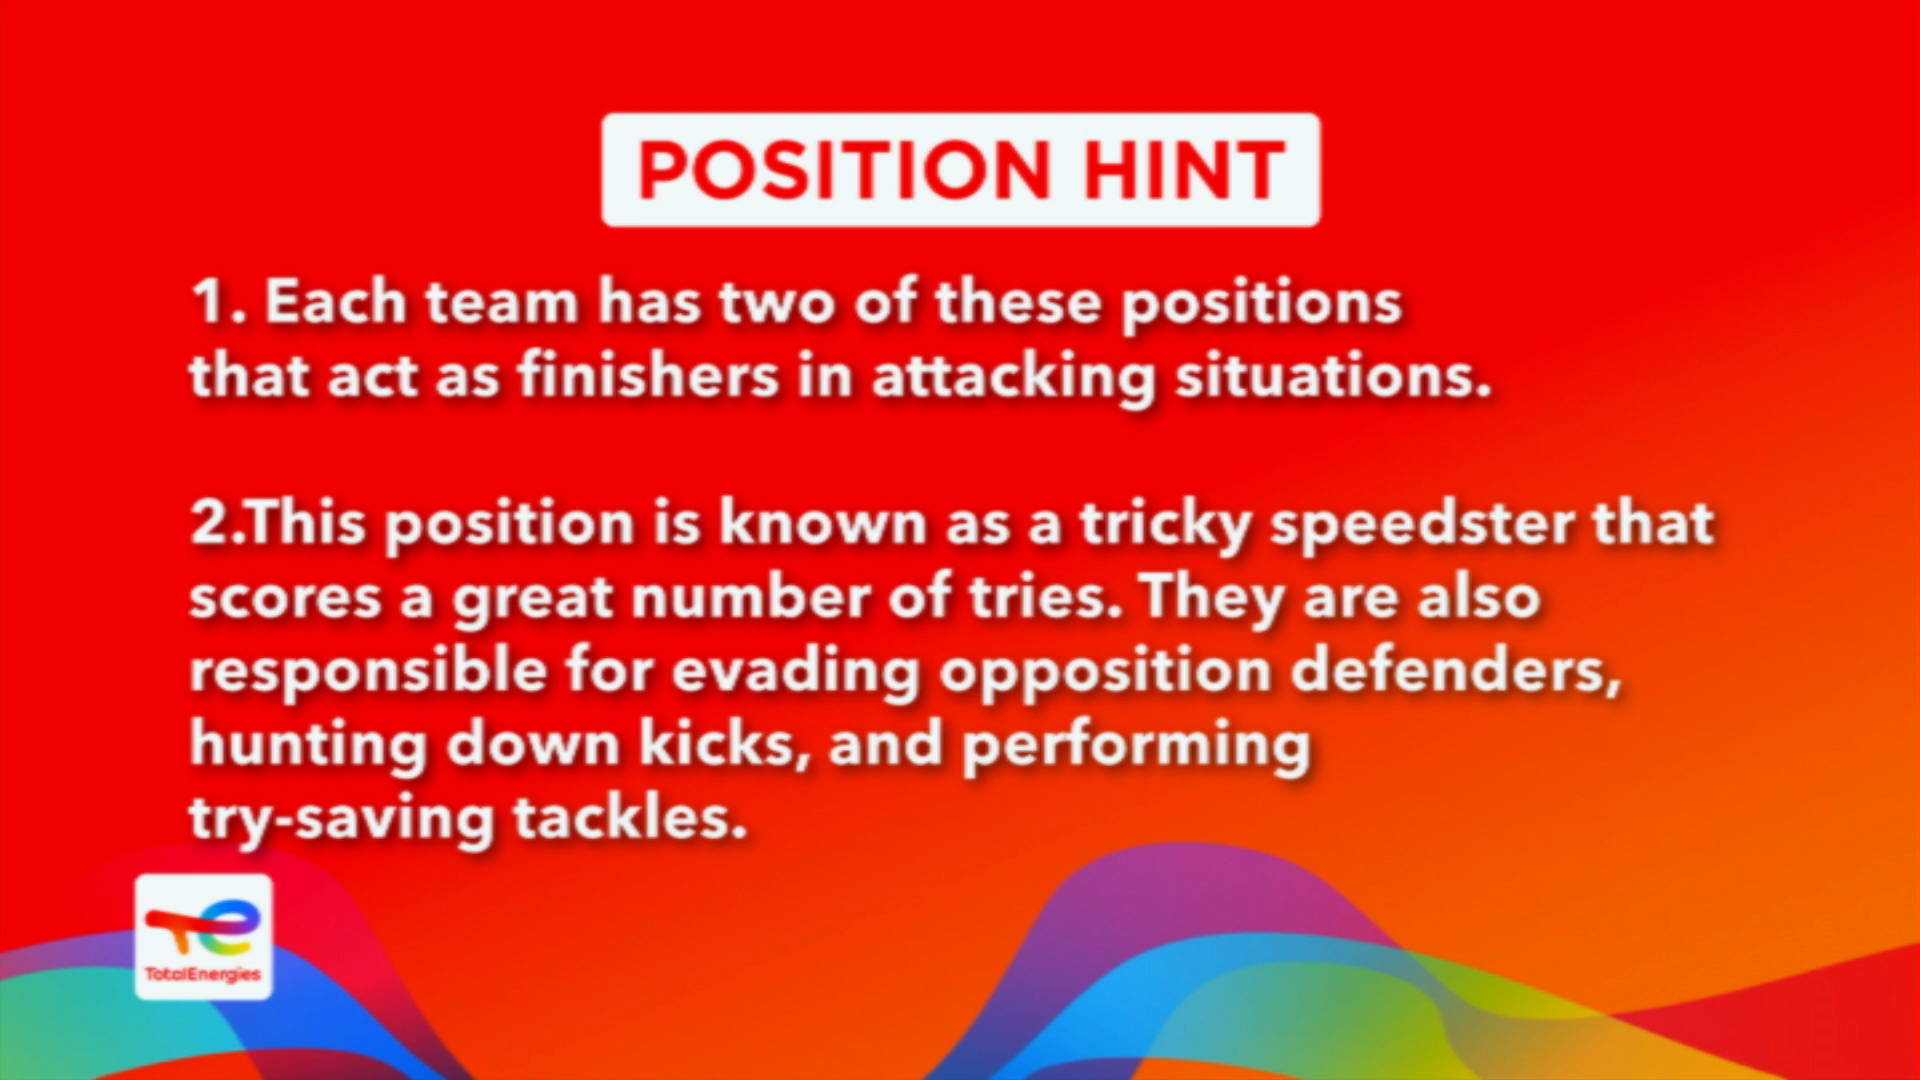 POSITION HINT
1. Each team has two of these positions
that act as finishers in attacking situations.
2.This position is known as a tricky speedster that
scores a great number of tries. They are also
responsible for evading opposition defenders,
hunting down kicks, and performing
try-saving tackles.
TotalEnergies